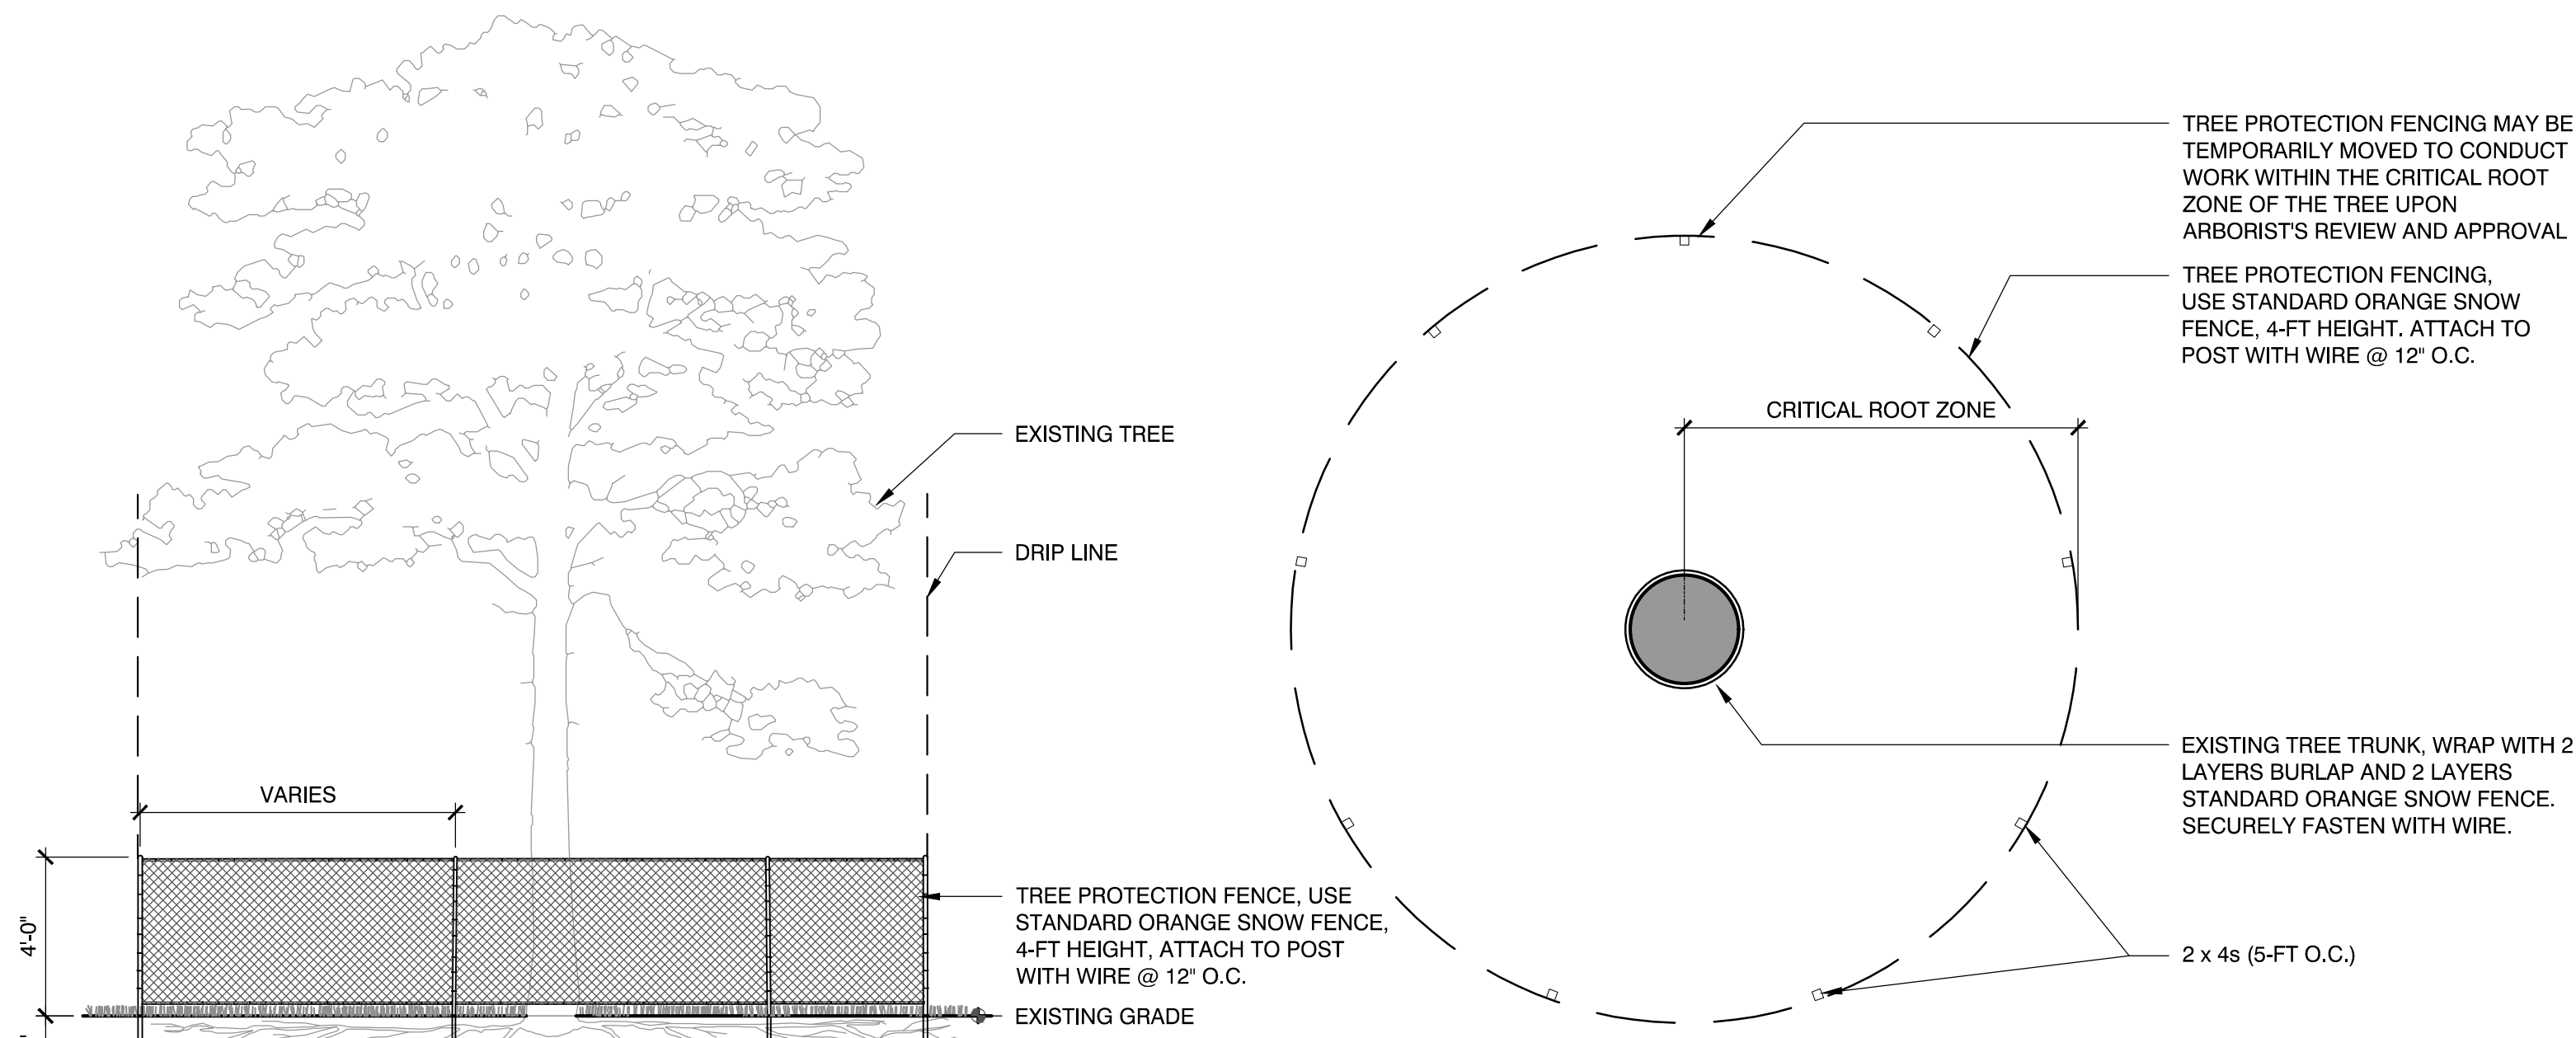 EXISTING TREE
DRIP LINE
VARIES
4'-0"
TREE PROTECTION FENCE, USE
STANDARD ORANGE SNOW FENCE,
4-FT HEIGHT, ATTACH TO POST
WITH WIRE @ 12" O.C.
EXISTING GRADE
TREE PROTECTION FENCING MAY BE
TEMPORARILY MOVED TO CONDUCT
WORK WITHIN THE CRITICAL ROOT
ZONE OF THE TREE UPON
ARBORIST'S REVIEW AND APPROVAL
TREE PROTECTION FENCING,
USE STANDARD ORANGE SNOW
FENCE, 4-FT HEIGHT. ATTACH TO
POST WITH WIRE @ 12" O.C.
CRITICAL ROOT ZONE
EXISTING TREE TRUNK, WRAP WITH 2
LAYERS BURLAP AND 2 LAYERS
STANDARD ORANGE SNOW FENCE.
SECURELY FASTEN WITH WIRE.
2 x 4s (5-FT O.C.)